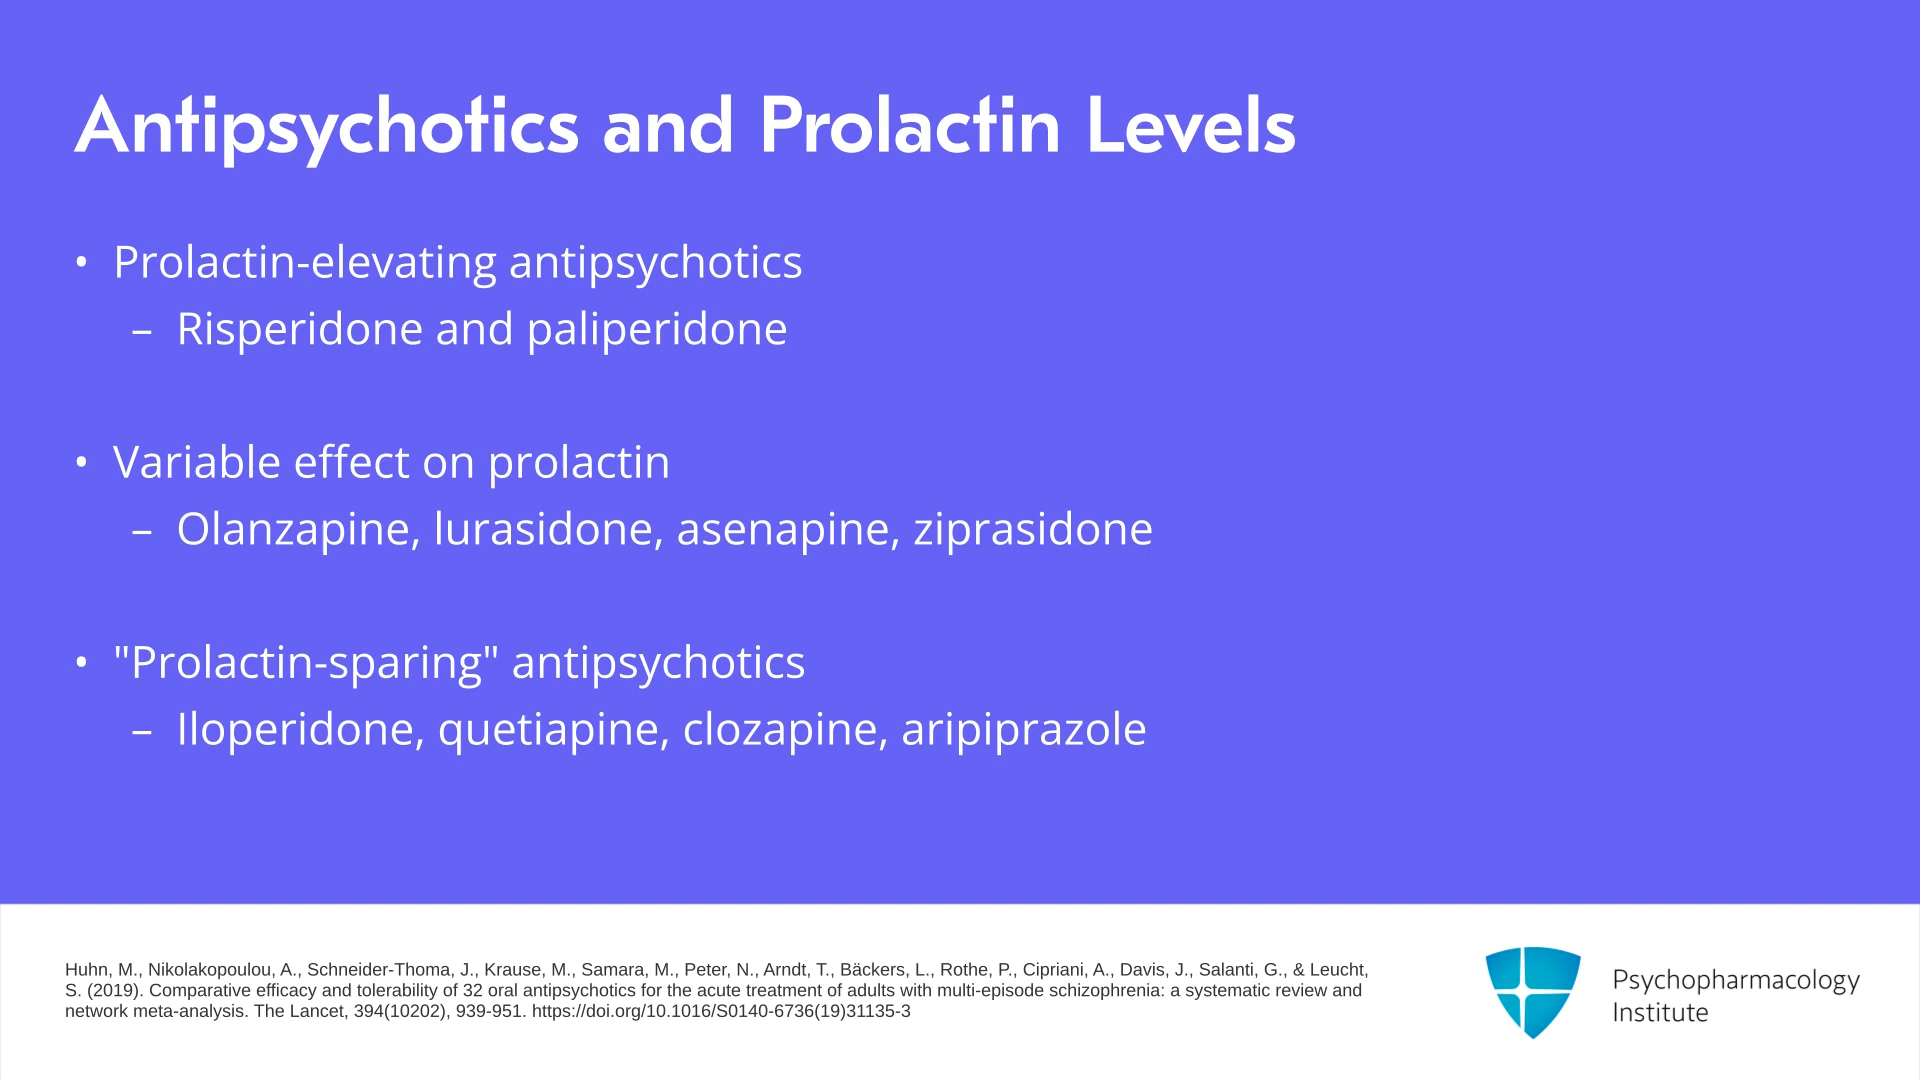 Antipsychotics and Prolactin Levels
• Prolactin-elevating antipsychotics
– Risperidone and paliperidone
• Variable effect on prolactin
– Olanzapine, lurasidone, asenapine, ziprasidone
• "Prolactin-sparing" antipsychotics
– Iloperidone, quetiapine, clozapine, aripiprazole
Huhn, M., Nikolakopoulou, A., Schneider-Thoma, J., Krause, M., Samara, M., Peter, N., Arndt, T., Bäckers, L., Rothe, P., Cipriani, A., Davis, J., Salanti, G., & Leucht,
S. (2019). Comparative efficacy and tolerability of 32 oral antipsychotics for the acute treatment of adults with multi-episode schizophrenia: a systematic review and
network meta-analysis. The Lancet, 394(10202), 939-951. https://doi.org/10.1016/S0140-6736(19)31135-3
Psychopharmacology
Institute